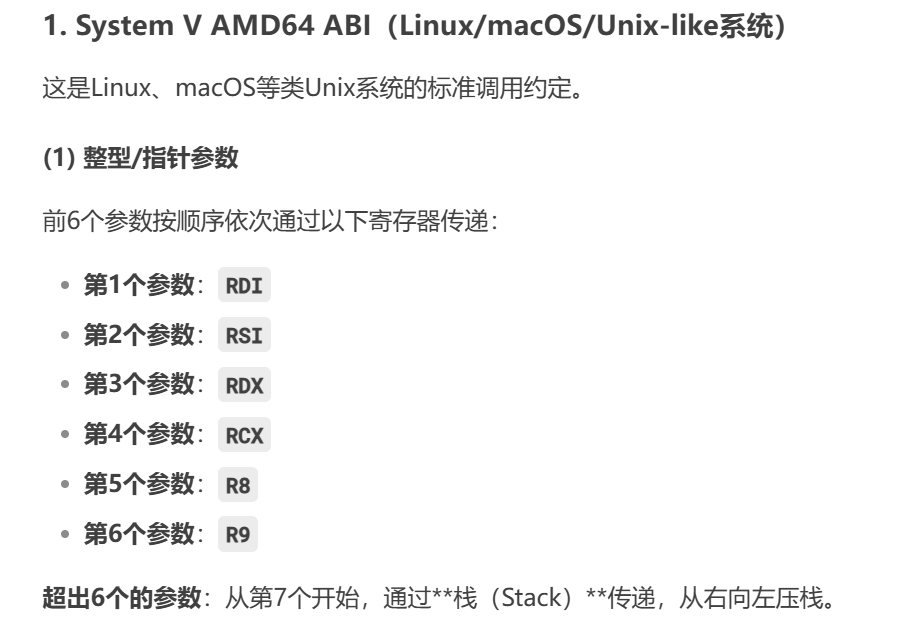 1. System V AMD64 ABI（Linux/macOS/Unix-like系统）
这是Linux、macOS等类Unix系统的标准调用约定。
(1) 整型/指针参数
前6个参数按顺序依次通过以下寄存器传递：
• 第1个参数： RDI
• 第2个参数： RSI
• 第3个参数： RDX
• 第4个参数： RCX
• 第5个参数： R8
• 第6个参数： R9
超出6个的参数：从第7个开始，通过**栈（Stack）**传递，从右向左压栈。